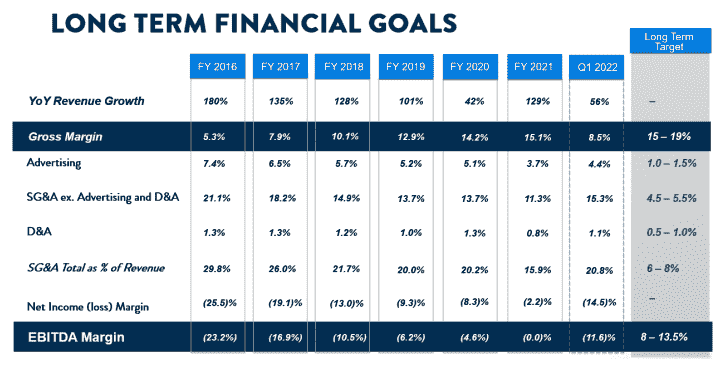 LONG TERM FINANCIAL GOALS
Long Term
Target
FY 2016 FY 2017 FY 2018 FY 2019 FY 2020 FY 2021 Q1 2022
YoY Revenue Growth 180% 135% 128% 101% 42% 129% 56% –
Gross Margin 5.3% 7.9% 10.1% 12.9% 14.2% 15.1% 8.5% 15 – 19%
Advertising 7.4% 6.5% 5.7% 5.2% 5.1% 3.7% 4.4% 1.0 – 1.5%
SG&A ex. Advertising and D&A 21.1% 18.2% 14.9% 13.7% 13.7% 11.3% 15.3% 4.5 – 5.5%
D&A 1.3% 1.3% 1.2% 1.0% 1.3% 0.8% 1.1% 0.5 – 1.0%
SG&A Total as % of Revenue 29.8% 26.0% 21.7% 20.0% 20.2% 15.9% 20.8% 6 – 8%
Net Income (loss) Margin (25.5)% (19.1)% (13.0)% (9.3)% (8.3)% (2.2)% (14.5)% –
EBITDA Margin (23.2%) (16.9%) (10.5%) (6.2%) (4.6%) (0.0)% (11.6)% 8 – 13.5%